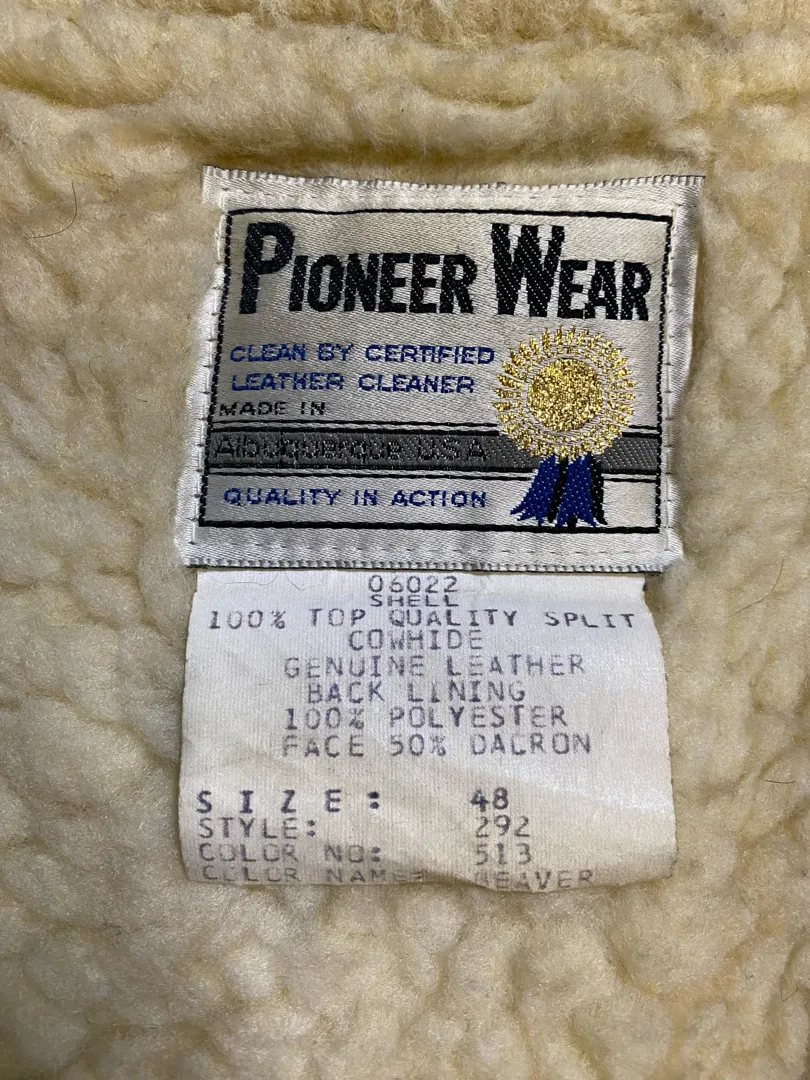 PIONEER WEAR
CLEAN BY CERTIFIED
LEATHER CLEANER
MADE IN
Albuquerque USA
QUALITY IN ACTION
06022
SHELL
100% TOP QUALITY SPLIT
COWHIDE
GENUINE LEATHER
BACK LINING
100% POLYESTER
FACE 50% DACRON
SIZE: 48
STYLE: 292
COLOR NO: 513
COLOR NAME: BEAVER